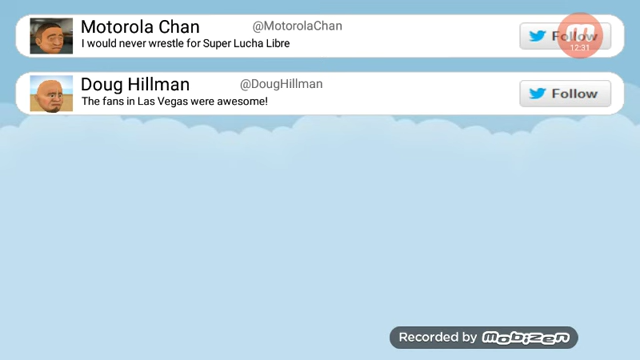 Motorola Chan @MotorolaChan
I would never wrestle for Super Lucha Libre
Follow
12:31
Doug Hillman @DougHillman
The fans in Las Vegas were awesome!
Follow
Recorded by mobizen